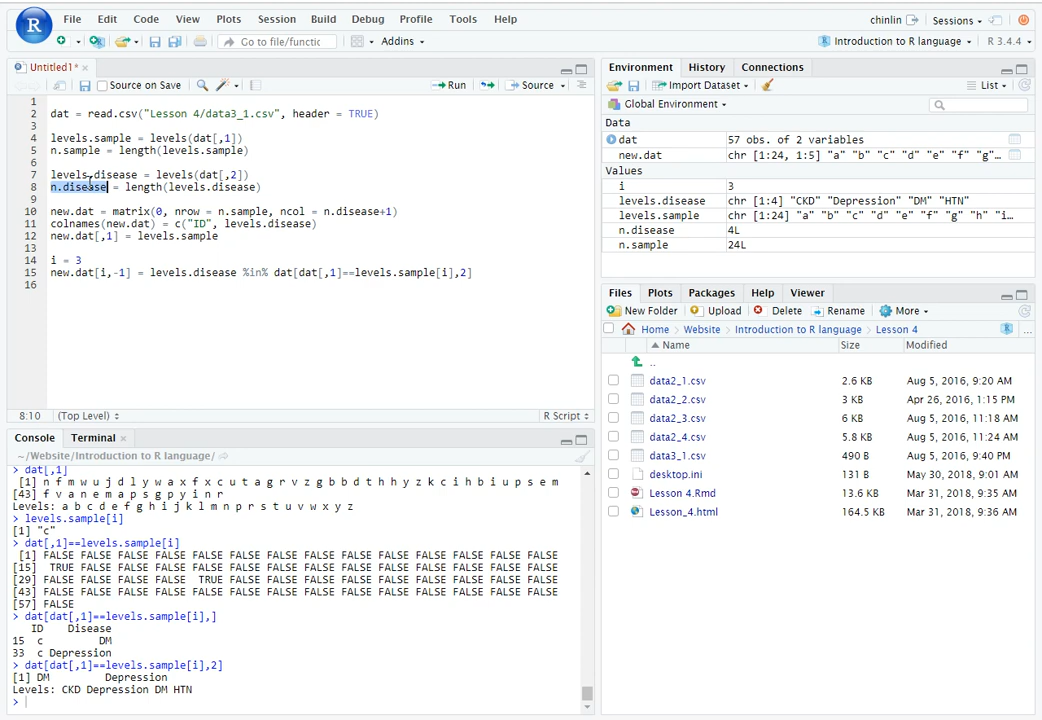 File Edit Code View Plots Session Build Debug Profile Tools Help chinlin Sessions
Go to file/functic Addins Introduction to R language R 3.4.4
Untitled1*
Source on Save Run Source
1
2 dat = read.csv("Lesson 4/data3_1.csv", header = TRUE)
3
4 levels.sample = levels(dat[,1])
5 n.sample = length(levels.sample)
6
7 levels.disease = levels(dat[,2])
8 n.disease = length(levels.disease)
9
10 new.dat = matrix(0, nrow = n.sample, ncol = n.disease+1)
11 colnames(new.dat) = c("ID", levels.disease)
12 new.dat[,1] = levels.sample
13
14 i = 3
15 new.dat[i,-1] = levels.disease %in% dat[dat[,1]==levels.sample[i],2]
16
8:10 (Top Level) R Script
Console Terminal
~/Website/Introduction to R language/
> dat[,1]
[1] n f m w u j d l y w a x f x c u t a g r v z g b b d t h h y z k c i h b i u p s e m
[43] f v a n e m a p s g p y i n r
Levels: a b c d e f g h i j k l m n p r s t u v w x y z
> levels.sample[i]
[1] "c"
> dat[,1]==levels.sample[i]
[1] FALSE FALSE FALSE FALSE FALSE FALSE FALSE FALSE FALSE FALSE FALSE FALSE FALSE FALSE
[15] TRUE FALSE FALSE FALSE FALSE FALSE FALSE FALSE FALSE FALSE FALSE FALSE FALSE FALSE
[29] FALSE FALSE FALSE FALSE TRUE FALSE FALSE FALSE FALSE FALSE FALSE FALSE FALSE FALSE
[43] FALSE FALSE FALSE FALSE FALSE FALSE FALSE FALSE FALSE FALSE FALSE FALSE FALSE FALSE
[57] FALSE
> dat[dat[,1]==levels.sample[i],]
ID Disease
15 c DM
33 c Depression
> dat[dat[,1]==levels.sample[i],2]
[1] DM Depression
Levels: CKD Depression DM HTN
>
Environment History Connections
Import Dataset List
Global Environment
Data
dat 57 obs. of 2 variables
new.dat chr [1:24, 1:5] "a" "b" "c" "d" "e" "f" "g"…
Values
i 3
levels.disease chr [1:4] "CKD" "Depression" "DM" "HTN"
levels.sample chr [1:24] "a" "b" "c" "d" "e" "f" "g" "h" "i…
n.disease 4L
n.sample 24L
Files Plots Packages Help Viewer
New Folder Upload Delete Rename More
Home Website Introduction to R language Lesson 4 ...
Name Size Modified
..
data2_1.csv 2.6 KB Aug 5, 2016, 9:20 AM
data2_2.csv 3 KB Apr 26, 2016, 1:15 PM
data2_3.csv 6 KB Aug 5, 2016, 11:18 AM
data2_4.csv 5.8 KB Aug 5, 2016, 11:24 AM
data3_1.csv 490 B Aug 5, 2016, 9:40 PM
desktop.ini 131 B May 30, 2018, 9:01 AM
Lesson 4.Rmd 13.6 KB Mar 31, 2018, 9:35 AM
Lesson_4.html 164.5 KB Mar 31, 2018, 9:36 AM